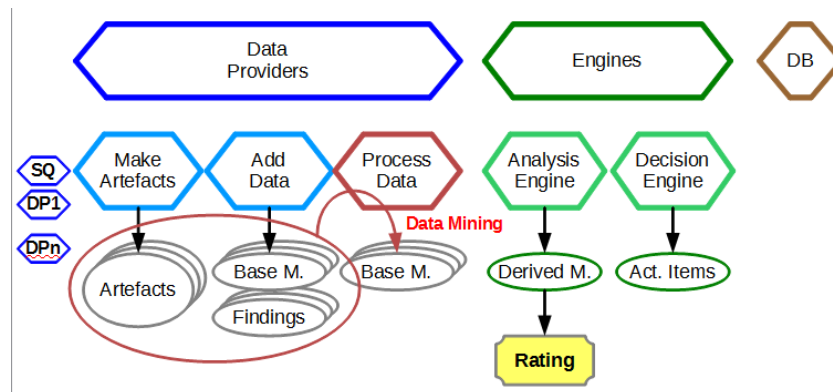 Data
Providers
Engines
DB
SQ
DP1
DPn
Make
Artefacts
Add
Data
Process
Data
Analysis
Engine
Decision
Engine
Data Mining
Artefacts
Base M.
Findings
Base M.
Derived M.
Act. Items
Rating